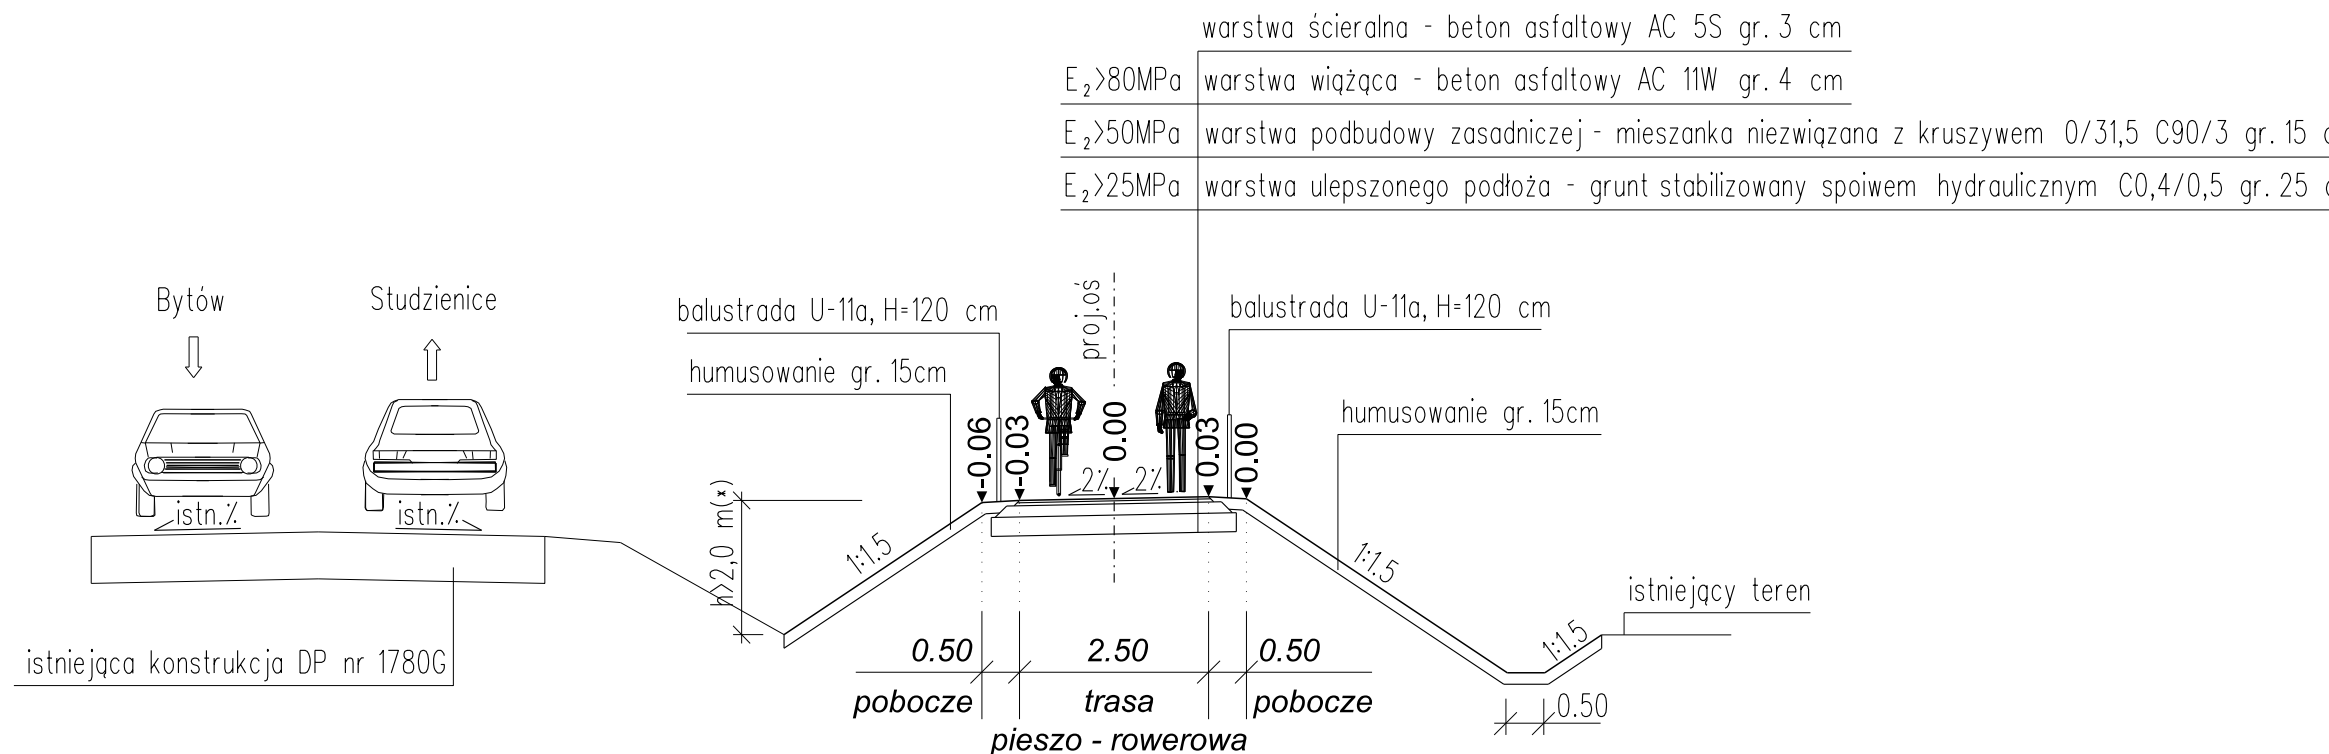 warstwa ścieralna - beton asfaltowy AC 5S gr. 3 cm
E₂>80MPa warstwa wiążąca - beton asfaltowy AC 11W gr. 4 cm
E₂>50MPa warstwa podbudowy zasadniczej - mieszanka niezwiązana z kruszywem 0/31,5 C90/3 gr. 15 c
E₂>25MPa warstwa ulepszonego podłoża - grunt stabilizowany spoiwem hydraulicznym C0,4/0,5 gr. 25 c
Bytów
Studzienice
balustrada U-11a, H=120 cm
proj.oś
balustrada U-11a, H=120 cm
humusowanie gr. 15cm
humusowanie gr. 15cm
-0.06
-0.03
0.00
0.03
0.00
2%
2%
istn.%
istn.%
h>2,0 m(*)
1:1.5
1:1.5
1:1.5
istniejący teren
istniejąca konstrukcja DP nr 1780G
0.50
2.50
0.50
pobocze
trasa
pobocze
pieszo - rowerowa
0.50